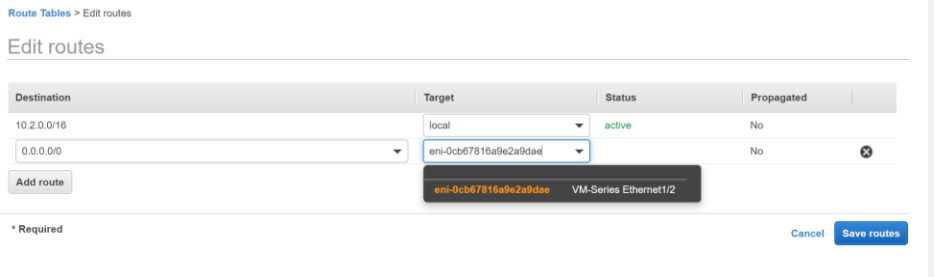 Route Tables > Edit routes
Edit routes
Destination Target Status Propagated
10.2.0.0/16 local active No
0.0.0.0/0 eni-0cb67816a9e2a9dae No
Add route eni-0cb67816a9e2a9dae VM-Series Ethernet1/2
* Required Cancel Save routes